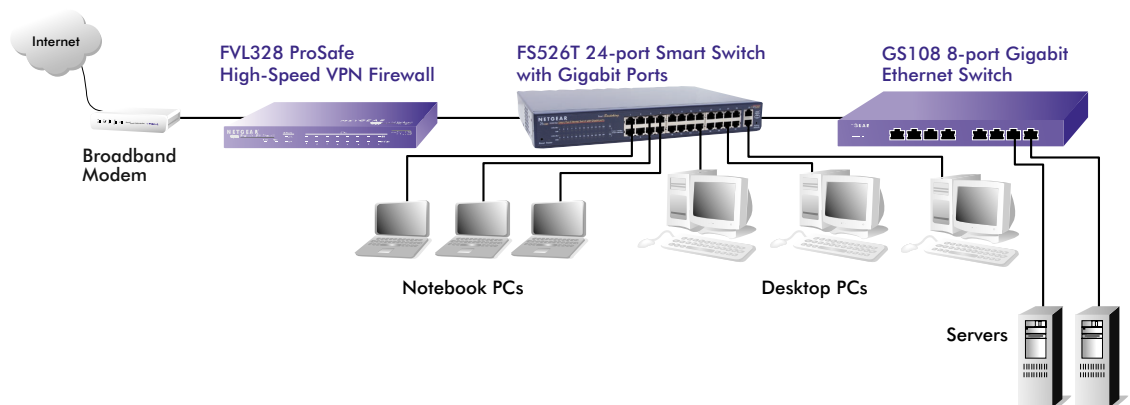 Internet
FVL328 ProSafe
High-Speed VPN Firewall
FS526T 24-port Smart Switch
with Gigabit Ports
GS108 8-port Gigabit
Ethernet Switch
NETGEAR
NETGEAR
Broadband
Modem
Notebook PCs
Desktop PCs
Servers